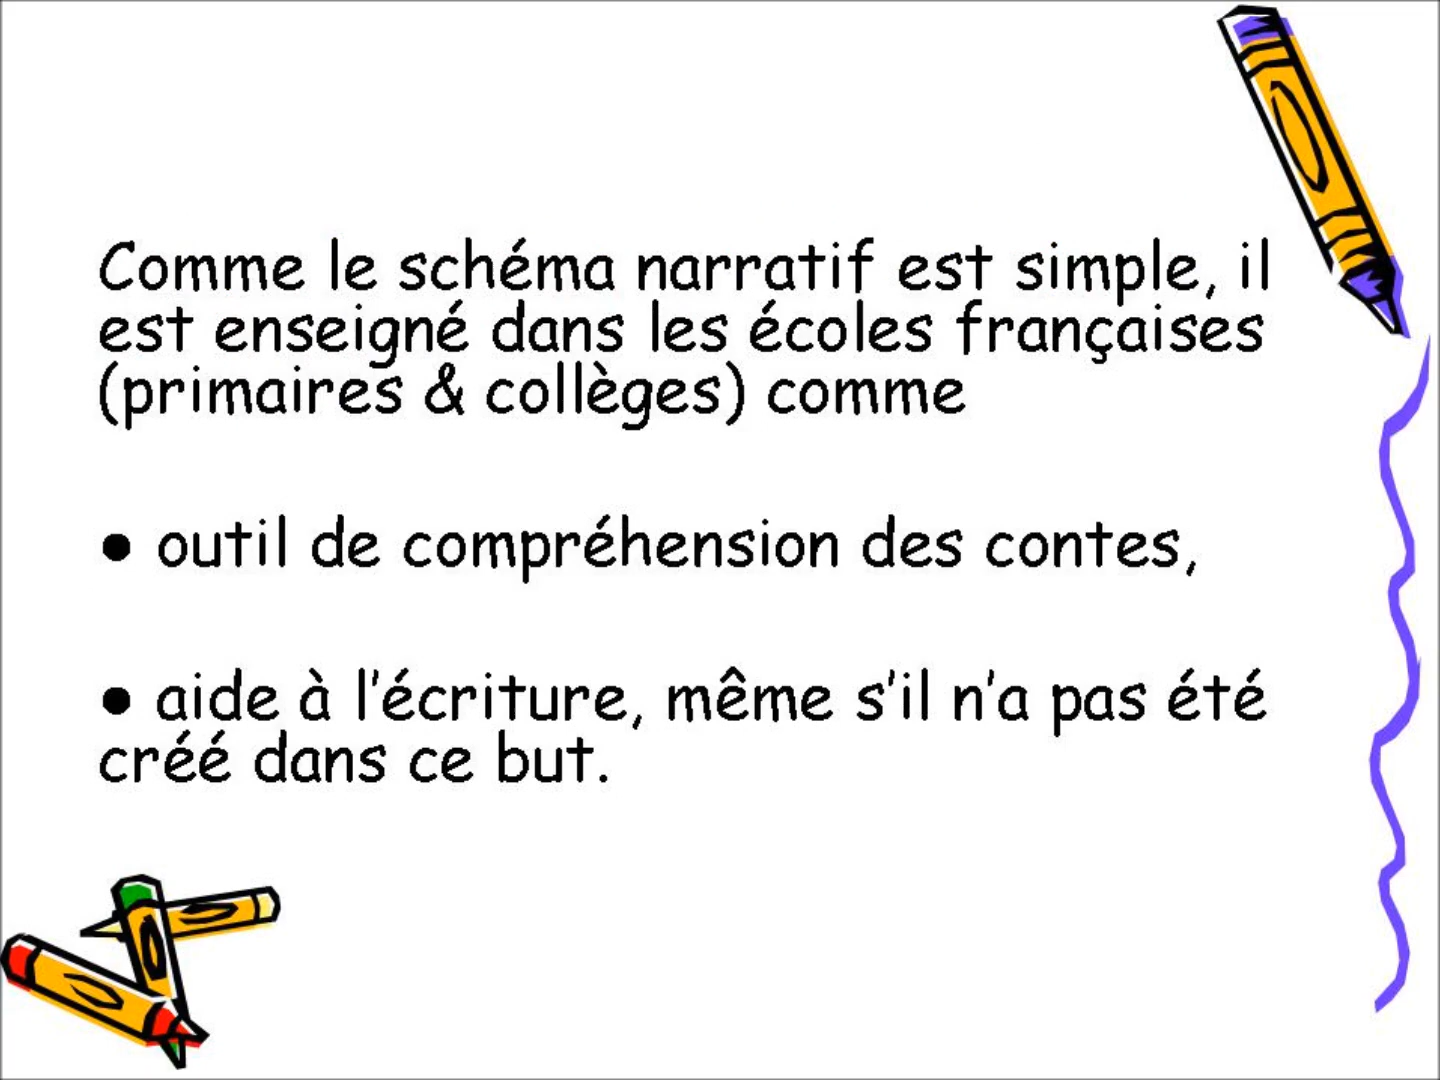 Comme le schéma narratif est simple, il
est enseigné dans les écoles françaises
(primaires & collèges) comme
● outil de compréhension des contes,
● aide à l'écriture, même s'il n'a pas été
créé dans ce but.